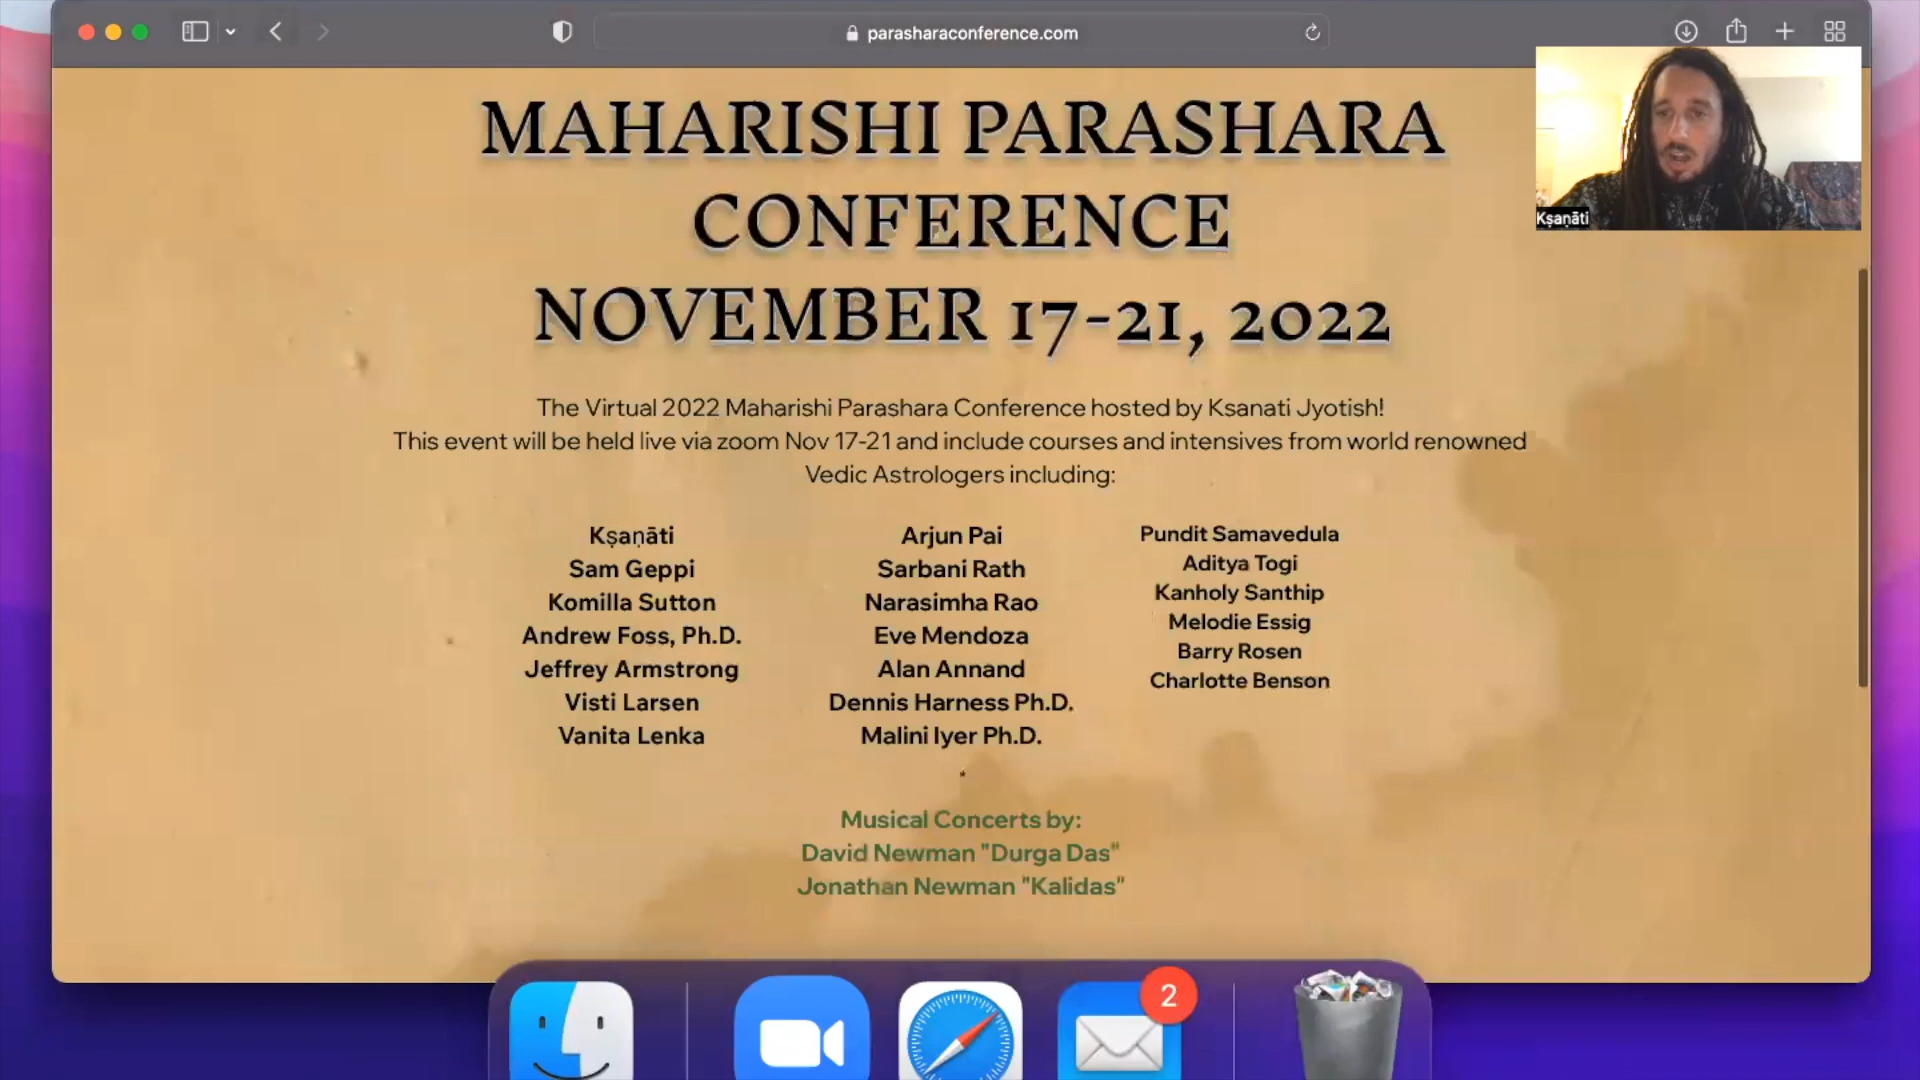 parasharaconference.com
MAHARISHI PARASHARA
CONFERENCE
NOVEMBER 17-21, 2022
Kṣaṇāti
The Virtual 2022 Maharishi Parashara Conference hosted by Ksanati Jyotish!
This event will be held live via zoom Nov 17-21 and include courses and intensives from world renowned
Vedic Astrologers including:
Kṣaṇāti
Sam Geppi
Komilla Sutton
Andrew Foss, Ph.D.
Jeffrey Armstrong
Visti Larsen
Vanita Lenka
Arjun Pai
Sarbani Rath
Narasimha Rao
Eve Mendoza
Alan Annand
Dennis Harness Ph.D.
Malini Iyer Ph.D.
Pundit Samavedula
Aditya Togi
Kanholy Santhip
Melodie Essig
Barry Rosen
Charlotte Benson
Musical Concerts by:
David Newman "Durga Das"
Jonathan Newman "Kalidas"
2